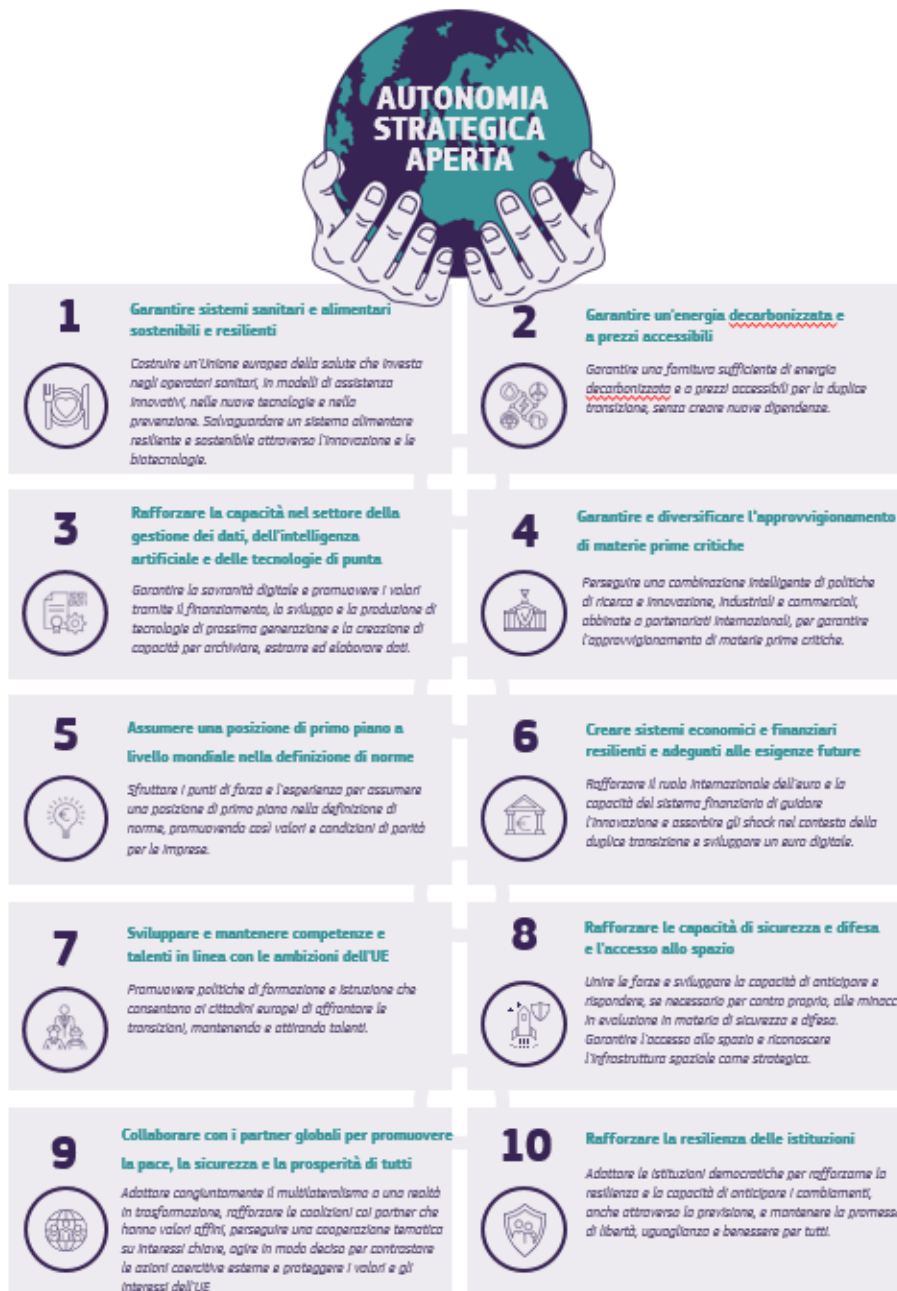 AUTONOMIA
STRATEGICA
APERTA
1
Garantire sistemi sanitari e alimentari
sostenibili e resilienti
Costruire un'Unione europea della salute che investa
negli operatori sanitari, in modelli di assistenza
innovativi, nelle nuove tecnologie e nella
prevenzione. Salvaguardare un sistema alimentare
resiliente e sostenibile attraverso l'innovazione e le
biotecnologie.
2
Garantire un'energia decarbonizzata e
a prezzi accessibili
Garantire una fornitura sufficiente di energia
decarbonizzata e a prezzi accessibili per la duplice
transizione, senza creare nuove dipendenze.
3
Rafforzare la capacità nel settore della
gestione dei dati, dell'intelligenza
artificiale e delle tecnologie di punta
Garantire la sovranità digitale e promuovere i valori
tramite il finanziamento, lo sviluppo e la produzione di
tecnologie di prossima generazione e la creazione di
capacità per archiviare, estrarre ed elaborare dati.
4
Garantire e diversificare l'approvvigionamento
di materie prime critiche
Perseguire una combinazione intelligente di politiche
di ricerca e innovazione, industriali e commerciali,
abbinate a partenariati internazionali, per garantire
l'approvvigionamento di materie prime critiche.
5
Assumere una posizione di primo piano a
livello mondiale nella definizione di norme
Sfruttare i punti di forza e l'esperienza per assumere
una posizione di primo piano nella definizione di
norme, promuovendo così valori e condizioni di parità
per le imprese.
6
Creare sistemi economici e finanziari
resilienti e adeguati alle esigenze future
Rafforzare il ruolo internazionale dell'euro e la
capacità del sistema finanziario di guidare
l'innovazione e assorbire gli shock nel contesto della
duplice transizione e sviluppare un euro digitale.
7
Sviluppare e mantenere competenze e
talenti in linea con le ambizioni dell'UE
Promuovere politiche di formazione e istruzione che
consentano ai cittadini europei di affrontare le
transizioni, mantenendo e attirando talenti.
8
Rafforzare le capacità di sicurezza e difesa
e l'accesso allo spazio
Unire le forze e sviluppare la capacità di anticipare e
rispondere, se necessario per contro proprio, alle minacc
in evoluzione in materia di sicurezza e difesa.
Garantire l'accesso allo spazio e riconoscere
l'infrastruttura spaziale come strategica.
9
Collaborare con i partner globali per promuovere
la pace, la sicurezza e la prosperità di tutti
Adattare congiuntamente il multilateralismo a una realtà
in trasformazione, rafforzare le coalizioni coi partner che
hanno valori affini, perseguire una cooperazione tematica
su interessi chiave, agire in modo deciso per contrastare
le azioni coercitive esterne e proteggere i valori e gli
interessi dell'UE
10
Rafforzare la resilienza delle istituzioni
Adattare le istituzioni democratiche per rafforzarne la
resilienza e la capacità di anticipare i cambiamenti,
anche attraverso la previsione, e mantenere la promess
di libertà, uguaglianza e benessere per tutti.